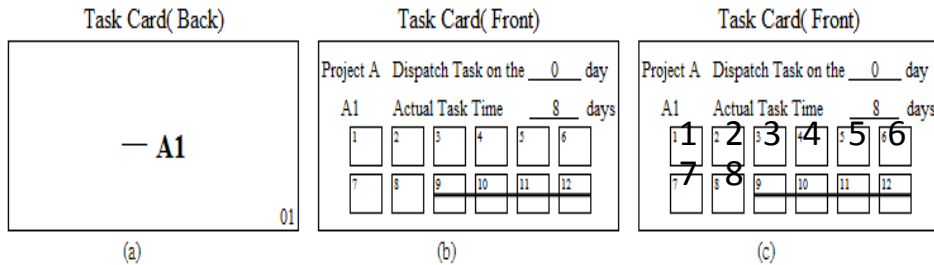 Task Card( Back)
一 A1
01
(a)
Task Card( Front)
Project A Dispatch Task on the 0 day
A1 Actual Task Time 8 days
1 2 3 4 5 6
7 8 9 10 11 12
(b)
Task Card( Front)
Project A Dispatch Task on the 0 day
A1 Actual Task Time 8 days
1 2 3 4 5 6
1 2 3 4 5 6
7 8
7 8 9 10 11 12
(c)